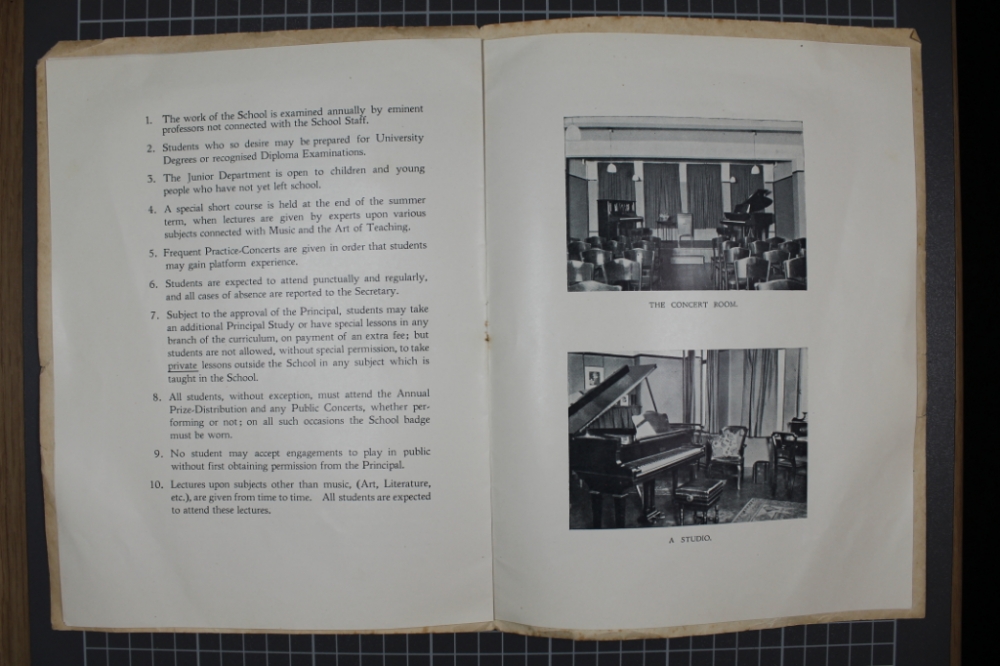 1. The work of the School is examined annually by eminent
professors not connected with the School Staff.
2. Students who so desire may be prepared for University
Degrees or recognised Diploma Examinations.
3. The Junior Department is open to children and young
people who have not yet left school.
4. A special short course is held at the end of the summer
term, when lectures are given by experts upon various
subjects connected with Music and the Art of Teaching.
5. Frequent Practice-Concerts are given in order that students
may gain platform experience.
6. Students are expected to attend punctually and regularly,
and all cases of absence are reported to the Secretary.
7. Subject to the approval of the Principal, students may take
an additional Principal Study or have special lessons in any
branch of the curriculum, on payment of an extra fee; but
students are not allowed, without special permission, to take
private lessons outside the School in any subject which is
taught in the School.
8. All students, without exception, must attend the Annual
Prize-Distribution and any Public Concerts, whether per-
forming or not; on all such occasions the School badge
must be worn.
9. No student may accept engagements to play in public
without first obtaining permission from the Principal.
10. Lectures upon subjects other than music, (Art, Literature,
etc.), are given from time to time. All students are expected
to attend these lectures.
THE CONCERT ROOM.
A STUDIO.